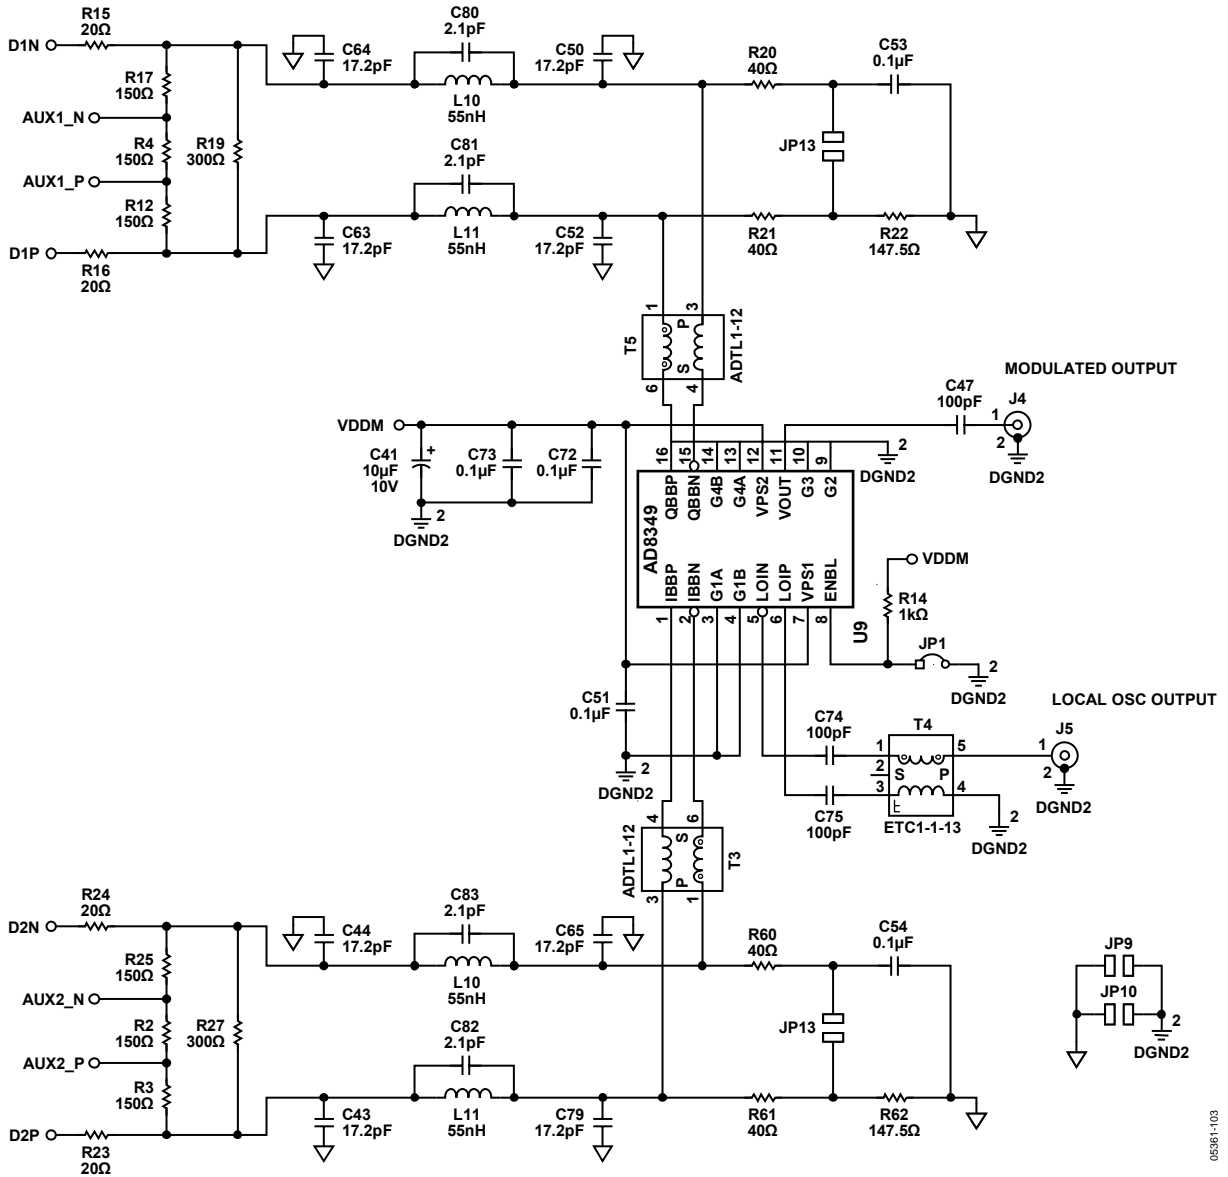 R15
20Ω
D1N
R17
150Ω
AUX1_N
R4
150Ω
R19
300Ω
AUX1_P
R12
150Ω
D1P
R16
20Ω
C64
17.2pF
C80
2.1pF
L10
55nH
C50
17.2pF
C81
2.1pF
L11
55nH
C63
17.2pF
C52
17.2pF
R20
40Ω
C53
0.1µF
JP13
R21
40Ω
R22
147.5Ω
1
3
T5
P
S
ADTL1-12
6
4
MODULATED OUTPUT
C47
100pF
J4
1
2
DGND2
VDDM
C41
10µF
10V
+
C73
0.1µF
C72
0.1µF
2
DGND2
16
15
14
13
12
11
10
9
2
DGND2
QBBP
QBBN
G4B
G4A
VPS2
VOUT
G3
G2
AD8349
IBBP
IBBN
G1A
G1B
LOIN
LOIP
VPS1
ENBL
1
2
3
4
5
6
7
8
U9
VDDM
R14
1kΩ
JP1
2
DGND2
C51
0.1µF
2
DGND2
LOCAL OSC OUTPUT
C74
100pF
T4
1
5
2
S
P
3
4
ETC1-1-13
C75
100pF
J5
1
2
DGND2
2
DGND2
4
6
ADTL1-12
S
P
T3
3
1
R24
20Ω
D2N
R25
150Ω
AUX2_N
R2
150Ω
R27
300Ω
AUX2_P
R3
150Ω
D2P
R23
20Ω
C44
17.2pF
C83
2.1pF
L10
55nH
C65
17.2pF
C82
2.1pF
L11
55nH
C43
17.2pF
C79
17.2pF
R60
40Ω
C54
0.1µF
JP13
R61
40Ω
R62
147.5Ω
JP9
JP10
2
DGND2
05361-103